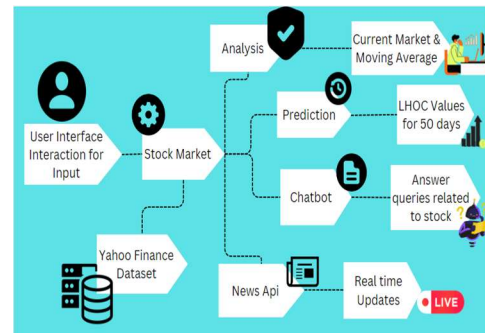 Analysis
Current Market &
Moving Average
User Interface
Interaction for
Input
Stock Market
Prediction
LHOC Values
for 50 days
Chatbot
Answer
queries related
to stock
Yahoo Finance
Dataset
News Api
Real time
Updates
LIVE